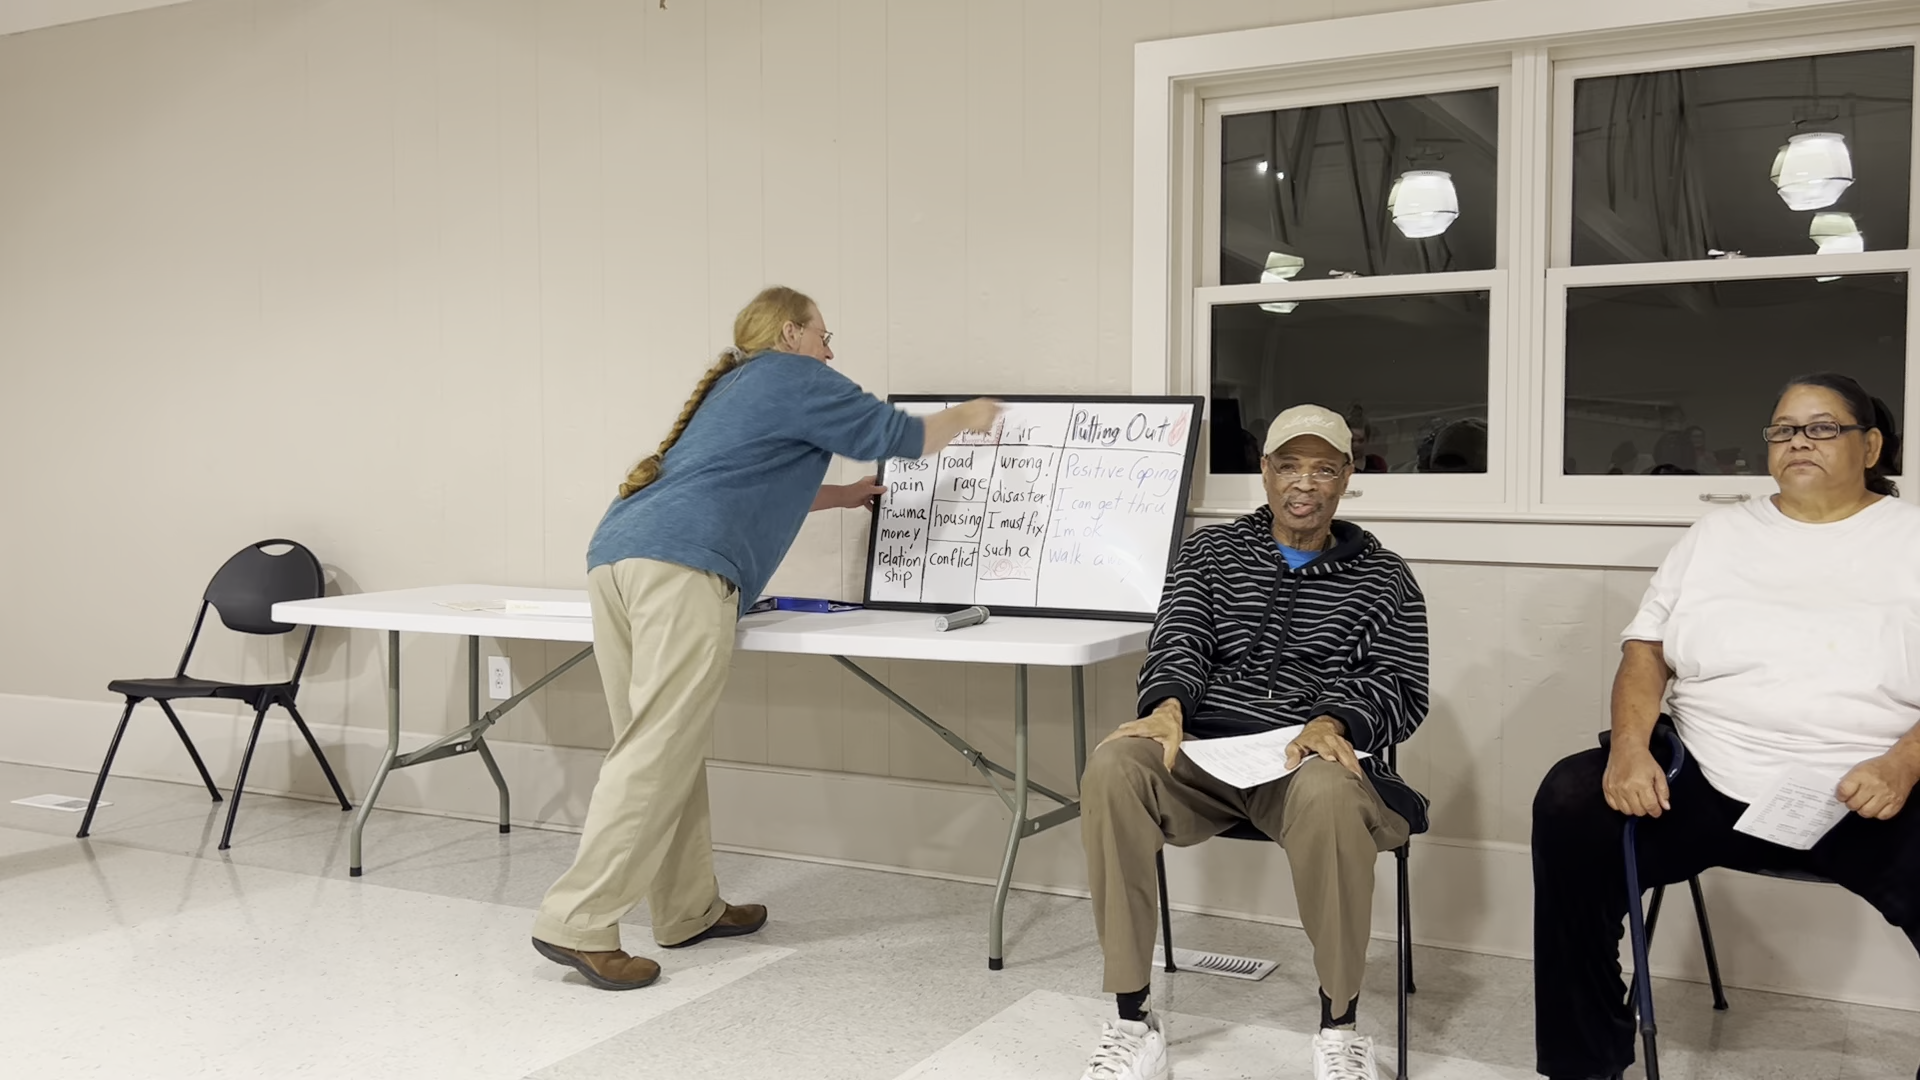 Putting Out
stress
pain
trauma
money
relation
ship
road
rage
housing
conflict
wrong!
disaster!
I must fix
such a
Positive Coping
I can get thru
I'm ok
walk